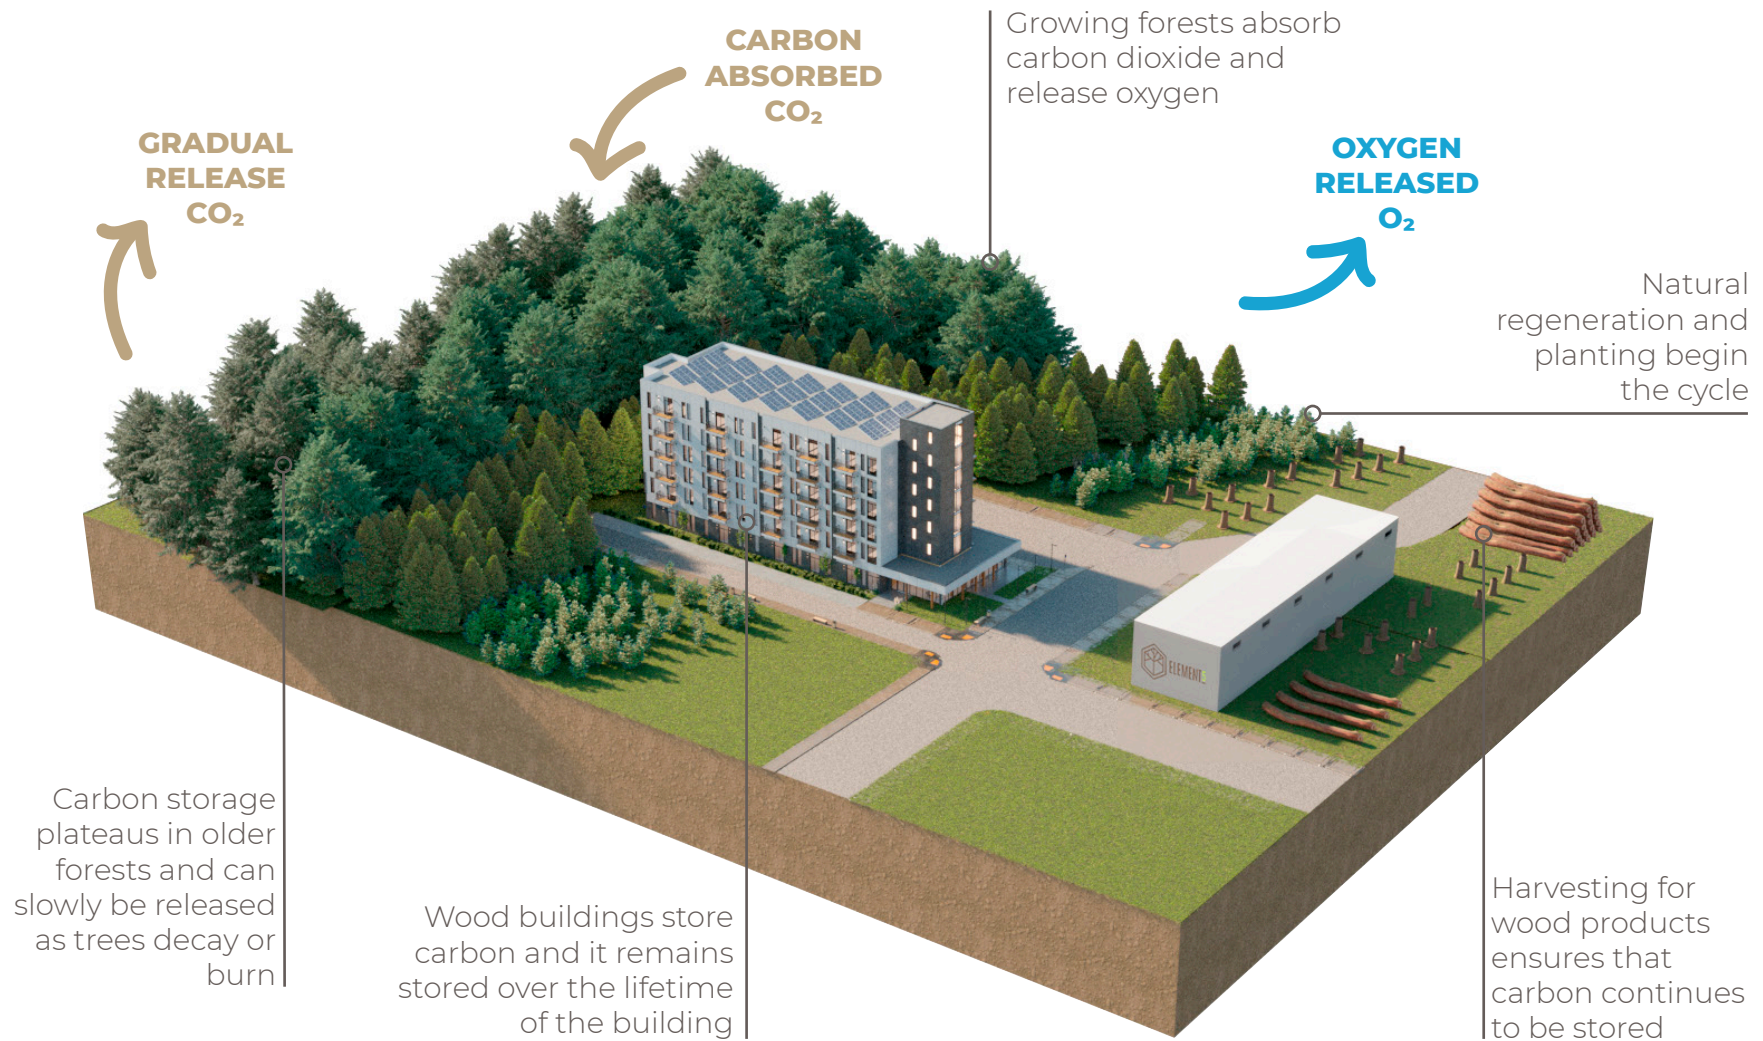 Growing forests absorb
carbon dioxide and
release oxygen
CARBON
ABSORBED
CO₂
GRADUAL
RELEASE
CO₂
OXYGEN
RELEASED
O₂
Natural
regeneration and
planting begin
the cycle
ELEMENT
Carbon storage
plateaus in older
forests and can
slowly be released
as trees decay or
burn
Wood buildings store
carbon and it remains
stored over the lifetime
of the building
Harvesting for
wood products
ensures that
carbon continues
to be stored